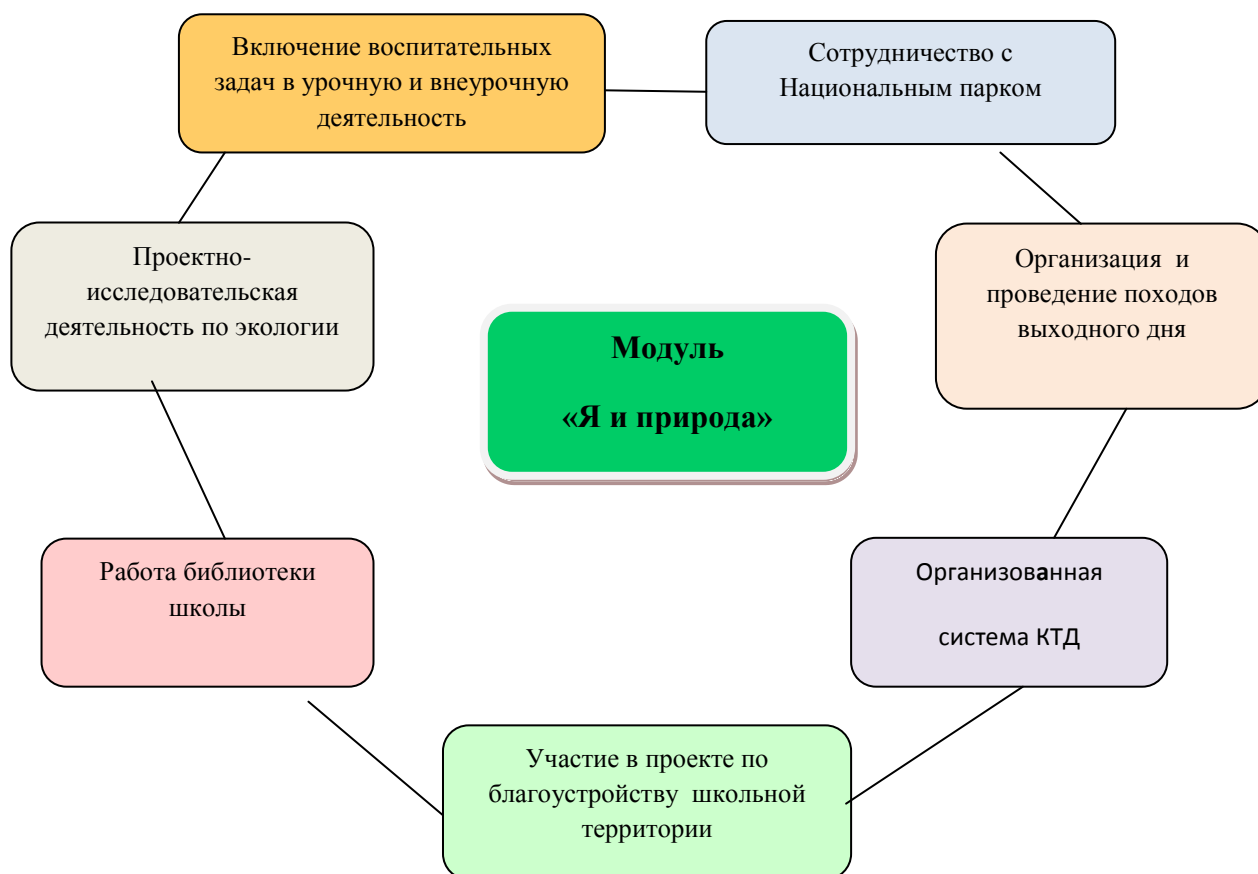 Включение воспитательных
задач в урочную и внеурочную
деятельность
Сотрудничество с
Национальным парком
Проектно-
исследовательская
деятельность по экологии
Организация и
проведение походов
выходного дня
Модуль
«Я и природа»
Работа библиотеки
школы
Организованная
система КТД
Участие в проекте по
благоустройству школьной
территории